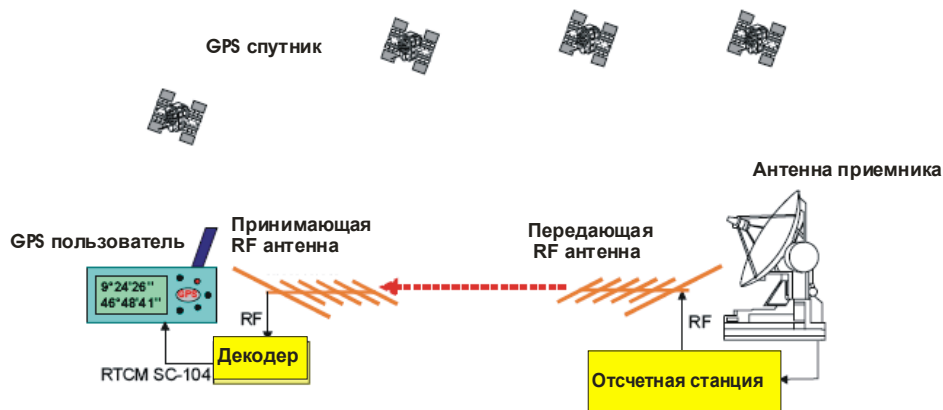 GPS спутник
Антенна приемника
GPS пользователь
Принимающая
RF антенна
Передающая
RF антенна
9°24'26"
46°48'41"
GPS
RF
RF
Декодер
RTCM SC-104
Отсчетная станция